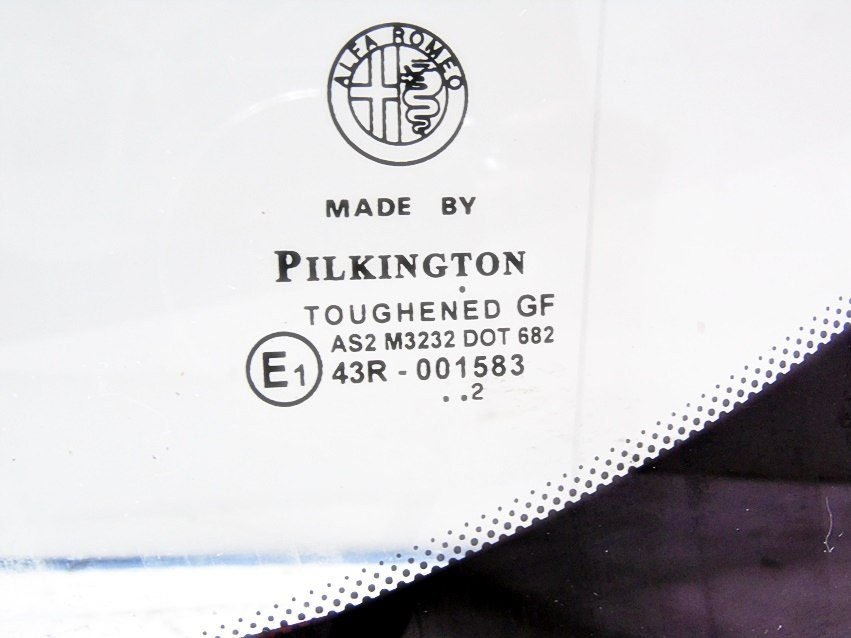 ALFA ROMEO
MADE BY
PILKINGTON
TOUGHENED GF
AS2 M3232 DOT 682
E1 43R - 001583
..2